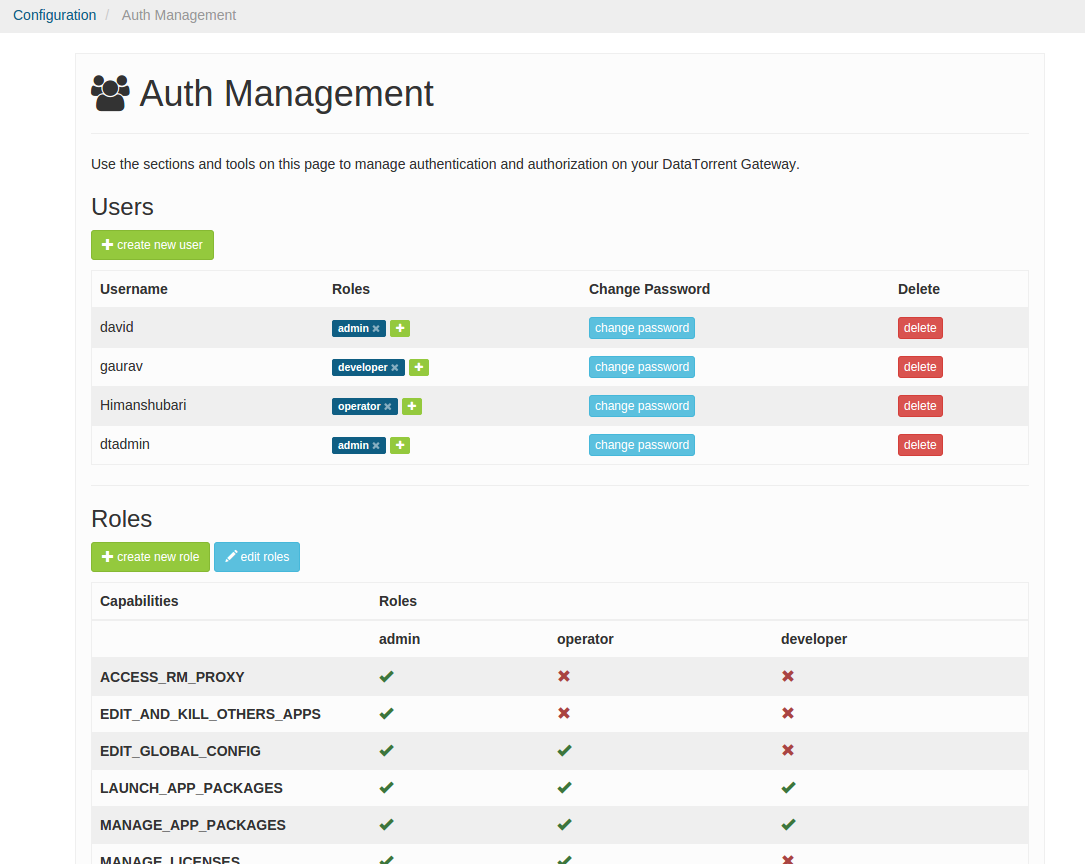 Configuration / Auth Management
Auth Management
Use the sections and tools on this page to manage authentication and authorization on your DataTorrent Gateway.
Users
create new user
Username Roles Change Password Delete
david admin change password delete
gaurav developer change password delete
Himanshubari operator change password delete
dtadmin admin change password delete
Roles
create new role edit roles
Capabilities Roles
admin operator developer
ACCESS_RM_PROXY
EDIT_AND_KILL_OTHERS_APPS
EDIT_GLOBAL_CONFIG
LAUNCH_APP_PACKAGES
MANAGE_APP_PACKAGES
MANAGE_LICENSES